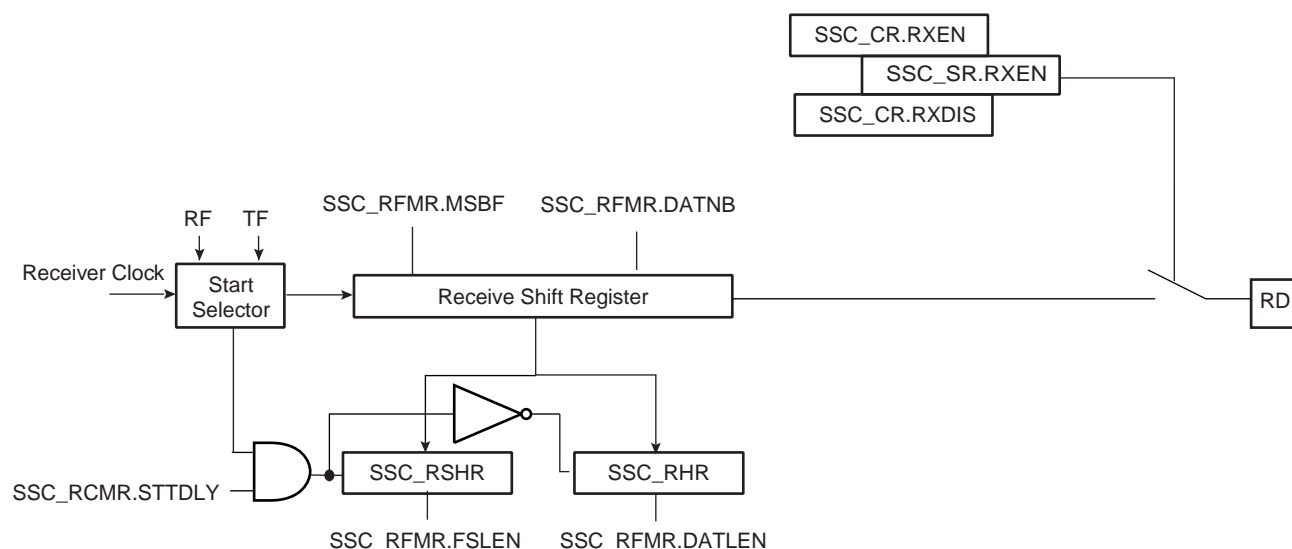 SSC_CR.RXEN
SSC_SR.RXEN
SSC_CR.RXDIS
SSC_RFMR.MSBF
SSC_RFMR.DATNB
RF
TF
Receiver Clock
Start
Selector
Receive Shift Register
RD
SSC_RSHR
SSC_RHR
SSC_RCMR.STTDLY
SSC RFMR.FSLEN
SSC RFMR.DATLEN